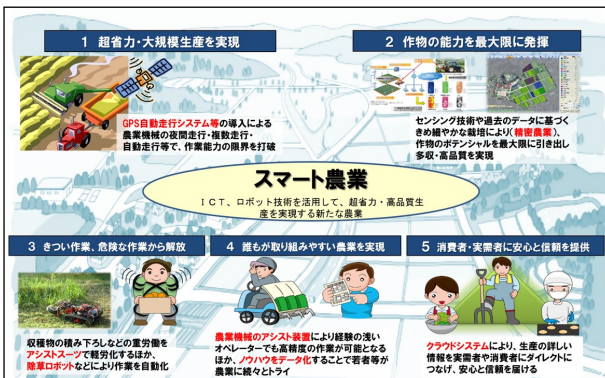 1 超省力・大規模生産を実現
GPS自動走行システム等の導入による
農業機械の夜間走行・複数走行・
自動走行等で、作業能力の限界を打破
2 作物の能力を最大限に発揮
センシング技術や過去のデータに基づく
きめ細やかな栽培により(精密農業)、
作物のポテンシャルを最大限に引き出し
多収・高品質を実現
スマート農業
ICT、ロボット技術を活用して、超省力・高品質生
産を実現する新たな農業
3 きつい作業、危険な作業から解放
収穫物の積み下ろしなどの重労働を
アシストスーツで軽労化するほか、
除草ロボットなどにより作業を自動化
4 誰もが取り組みやすい農業を実現
農業機械のアシスト装置により経験の浅い
オペレーターでも高精度の作業が可能となる
ほか、ノウハウをデータ化することで若者等が
農業に続々とトライ
5 消費者・実需者に安心と信頼を提供
クラウドシステムにより、生産の詳しい
情報を実需者や消費者にダイレクトに
つなげ、安心と信頼を届ける